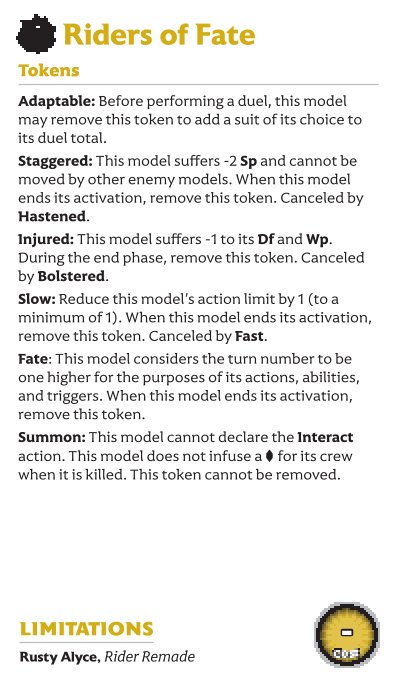 Riders of Fate
Tokens
Adaptable: Before performing a duel, this model
may remove this token to add a suit of its choice to
its duel total.
Staggered: This model suffers -2 Sp and cannot be
moved by other enemy models. When this model
ends its activation, remove this token. Canceled by
Hastened.
Injured: This model suffers -1 to its Df and Wp.
During the end phase, remove this token. Canceled
by Bolstered.
Slow: Reduce this model’s action limit by 1 (to a
minimum of 1). When this model ends its activation,
remove this token. Canceled by Fast.
Fate: This model considers the turn number to be
one higher for the purposes of its actions, abilities,
and triggers. When this model ends its activation,
remove this token.
Summon: This model cannot declare the Interact
action. This model does not infuse a for its crew
when it is killed. This token cannot be removed.
LIMITATIONS
Rusty Alyce, Rider Remade